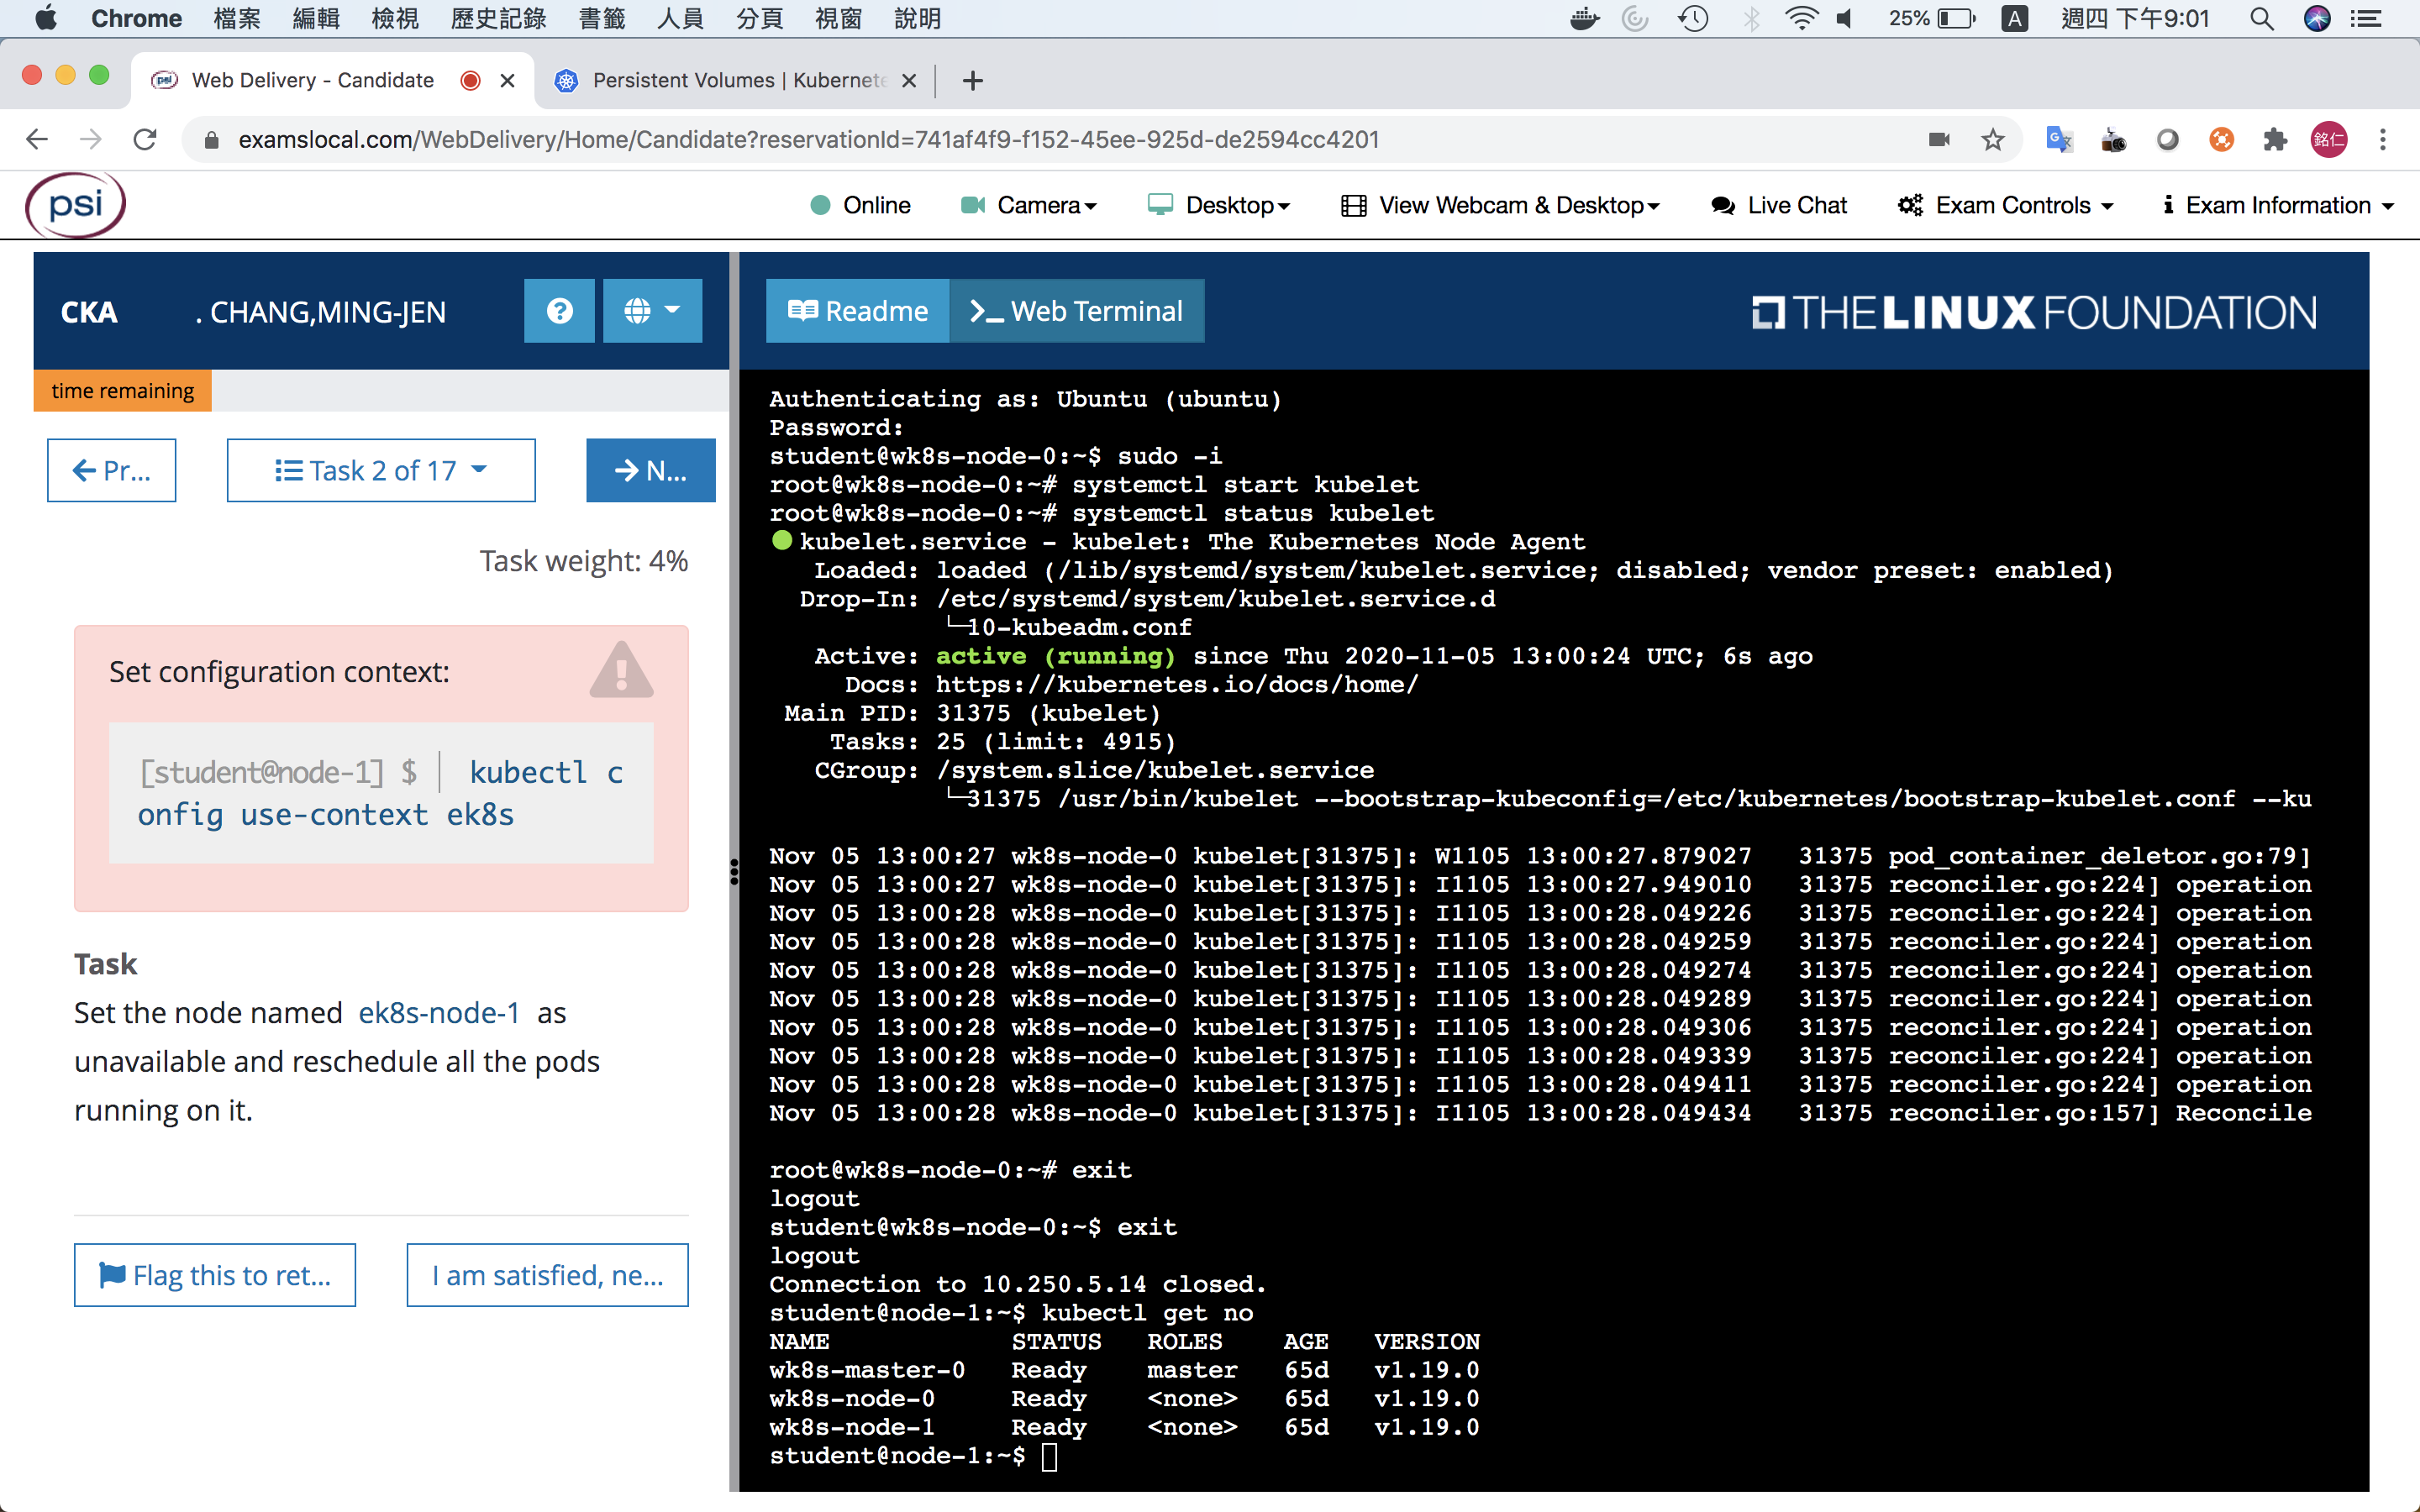 Chrome 檔案 編輯 檢視 歷史記錄 書籤 人員 分頁 視窗 說明 25% A 週四 下午9:01
psi Web Delivery - Candidate Persistent Volumes | Kubernete
examslocal.com/WebDelivery/Home/Candidate?reservationId=741af4f9-f152-45ee-925d-de2594cc4201 銘仁
psi Online Camera Desktop View Webcam & Desktop Live Chat Exam Controls Exam Information
CKA . CHANG,MING-JEN
Readme Web Terminal THE LINUX FOUNDATION
time remaining
Pr... Task 2 of 17 N...
Task weight: 4%
Set configuration context:
[student@node-1] $ | kubectl c
onfig use-context ek8s
Task
Set the node named ek8s-node-1 as
unavailable and reschedule all the pods
running on it.
Flag this to ret... I am satisfied, ne...
Authenticating as: Ubuntu (ubuntu)
Password:
student@wk8s-node-0:~$ sudo -i
root@wk8s-node-0:~# systemctl start kubelet
root@wk8s-node-0:~# systemctl status kubelet
● kubelet.service - kubelet: The Kubernetes Node Agent
Loaded: loaded (/lib/systemd/system/kubelet.service; disabled; vendor preset: enabled)
Drop-In: /etc/systemd/system/kubelet.service.d
└─10-kubeadm.conf
Active: active (running) since Thu 2020-11-05 13:00:24 UTC; 6s ago
Docs: https://kubernetes.io/docs/home/
Main PID: 31375 (kubelet)
Tasks: 25 (limit: 4915)
CGroup: /system.slice/kubelet.service
└─31375 /usr/bin/kubelet --bootstrap-kubeconfig=/etc/kubernetes/bootstrap-kubelet.conf --ku
Nov 05 13:00:27 wk8s-node-0 kubelet[31375]: W1105 13:00:27.879027 31375 pod_container_deletor.go:79]
Nov 05 13:00:27 wk8s-node-0 kubelet[31375]: I1105 13:00:27.949010 31375 reconciler.go:224] operation
Nov 05 13:00:28 wk8s-node-0 kubelet[31375]: I1105 13:00:28.049226 31375 reconciler.go:224] operation
Nov 05 13:00:28 wk8s-node-0 kubelet[31375]: I1105 13:00:28.049259 31375 reconciler.go:224] operation
Nov 05 13:00:28 wk8s-node-0 kubelet[31375]: I1105 13:00:28.049274 31375 reconciler.go:224] operation
Nov 05 13:00:28 wk8s-node-0 kubelet[31375]: I1105 13:00:28.049289 31375 reconciler.go:224] operation
Nov 05 13:00:28 wk8s-node-0 kubelet[31375]: I1105 13:00:28.049306 31375 reconciler.go:224] operation
Nov 05 13:00:28 wk8s-node-0 kubelet[31375]: I1105 13:00:28.049339 31375 reconciler.go:224] operation
Nov 05 13:00:28 wk8s-node-0 kubelet[31375]: I1105 13:00:28.049411 31375 reconciler.go:224] operation
Nov 05 13:00:28 wk8s-node-0 kubelet[31375]: I1105 13:00:28.049434 31375 reconciler.go:157] Reconcile
root@wk8s-node-0:~# exit
logout
student@wk8s-node-0:~$ exit
logout
Connection to 10.250.5.14 closed.
student@node-1:~$ kubectl get no
NAME STATUS ROLES AGE VERSION
wk8s-master-0 Ready master 65d v1.19.0
wk8s-node-0 Ready <none> 65d v1.19.0
wk8s-node-1 Ready <none> 65d v1.19.0
student@node-1:~$